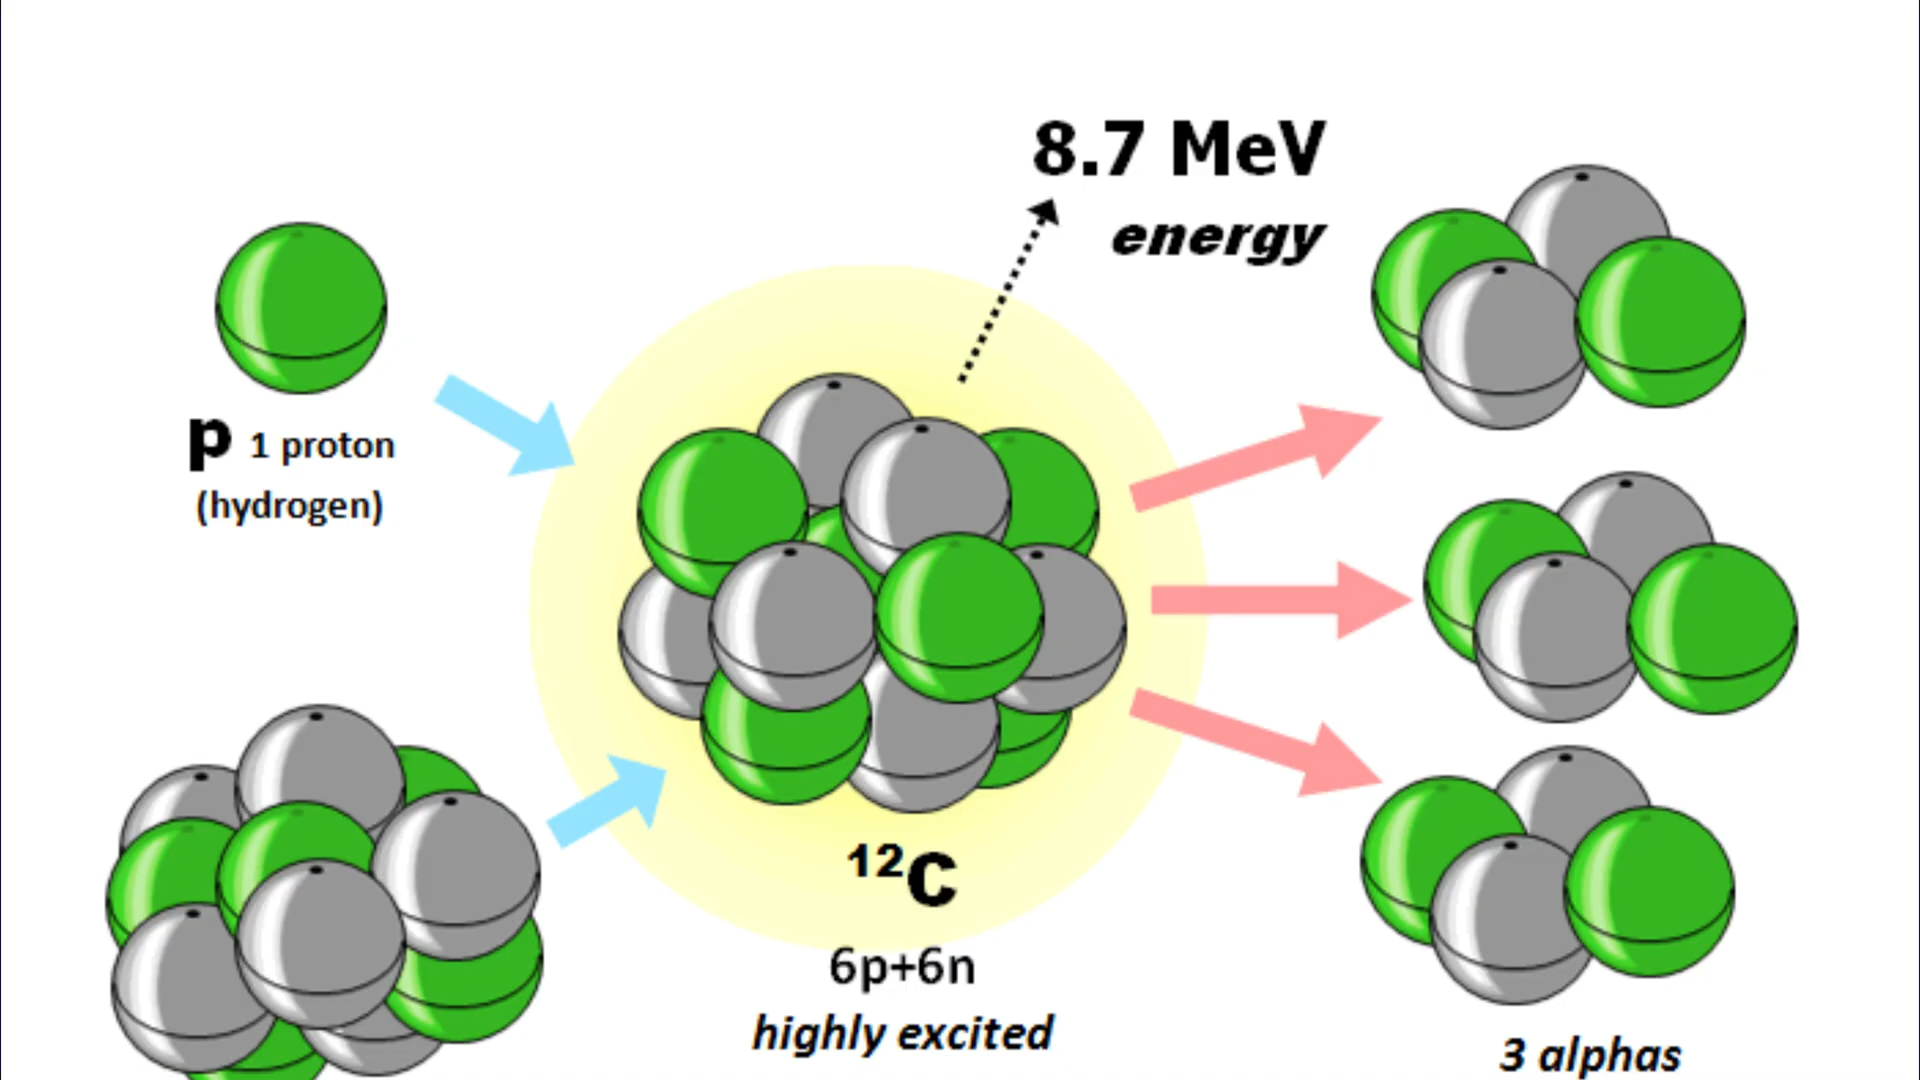 8.7 MeV
energy
p 1 proton
(hydrogen)
¹²C
6p+6n
highly excited
3 alphas